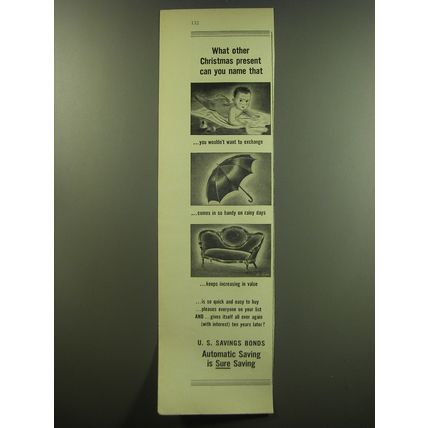 132
What other
Christmas present
can you name that
...you wouldn't want to exchange
...comes in so handy on rainy days
...keeps increasing in value
...is so quick and easy to buy
...pleases everyone on your list
AND...gives itself all over again
(with interest) ten years later?
U. S. SAVINGS BONDS
Automatic Saving
is Sure Saving